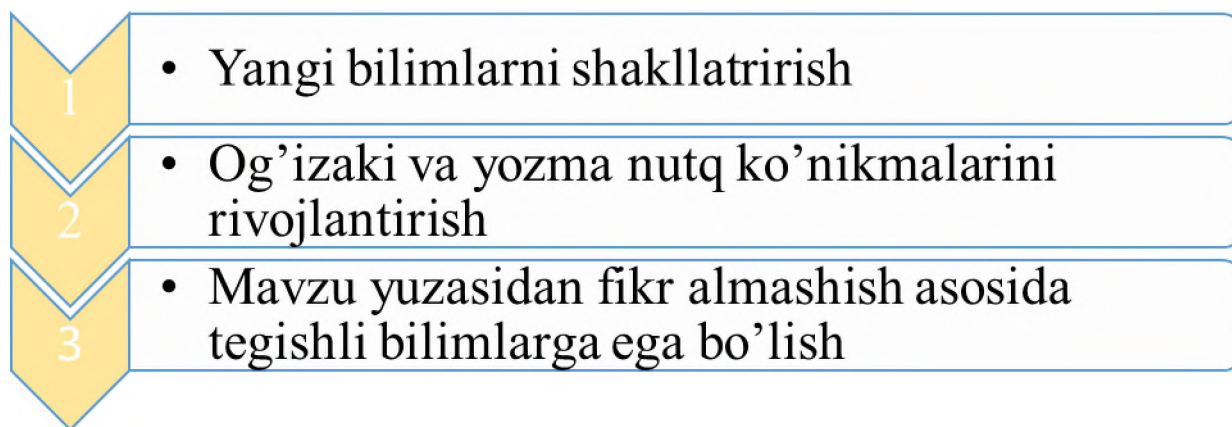 1
• Yangi bilimlarni shakllatrirish
2
• Og’izaki va yozma nutq ko’nikmalarini
rivojlantirish
3
• Mavzu yuzasidan fikr almashish asosida
tegishli bilimlarga ega bo’lish